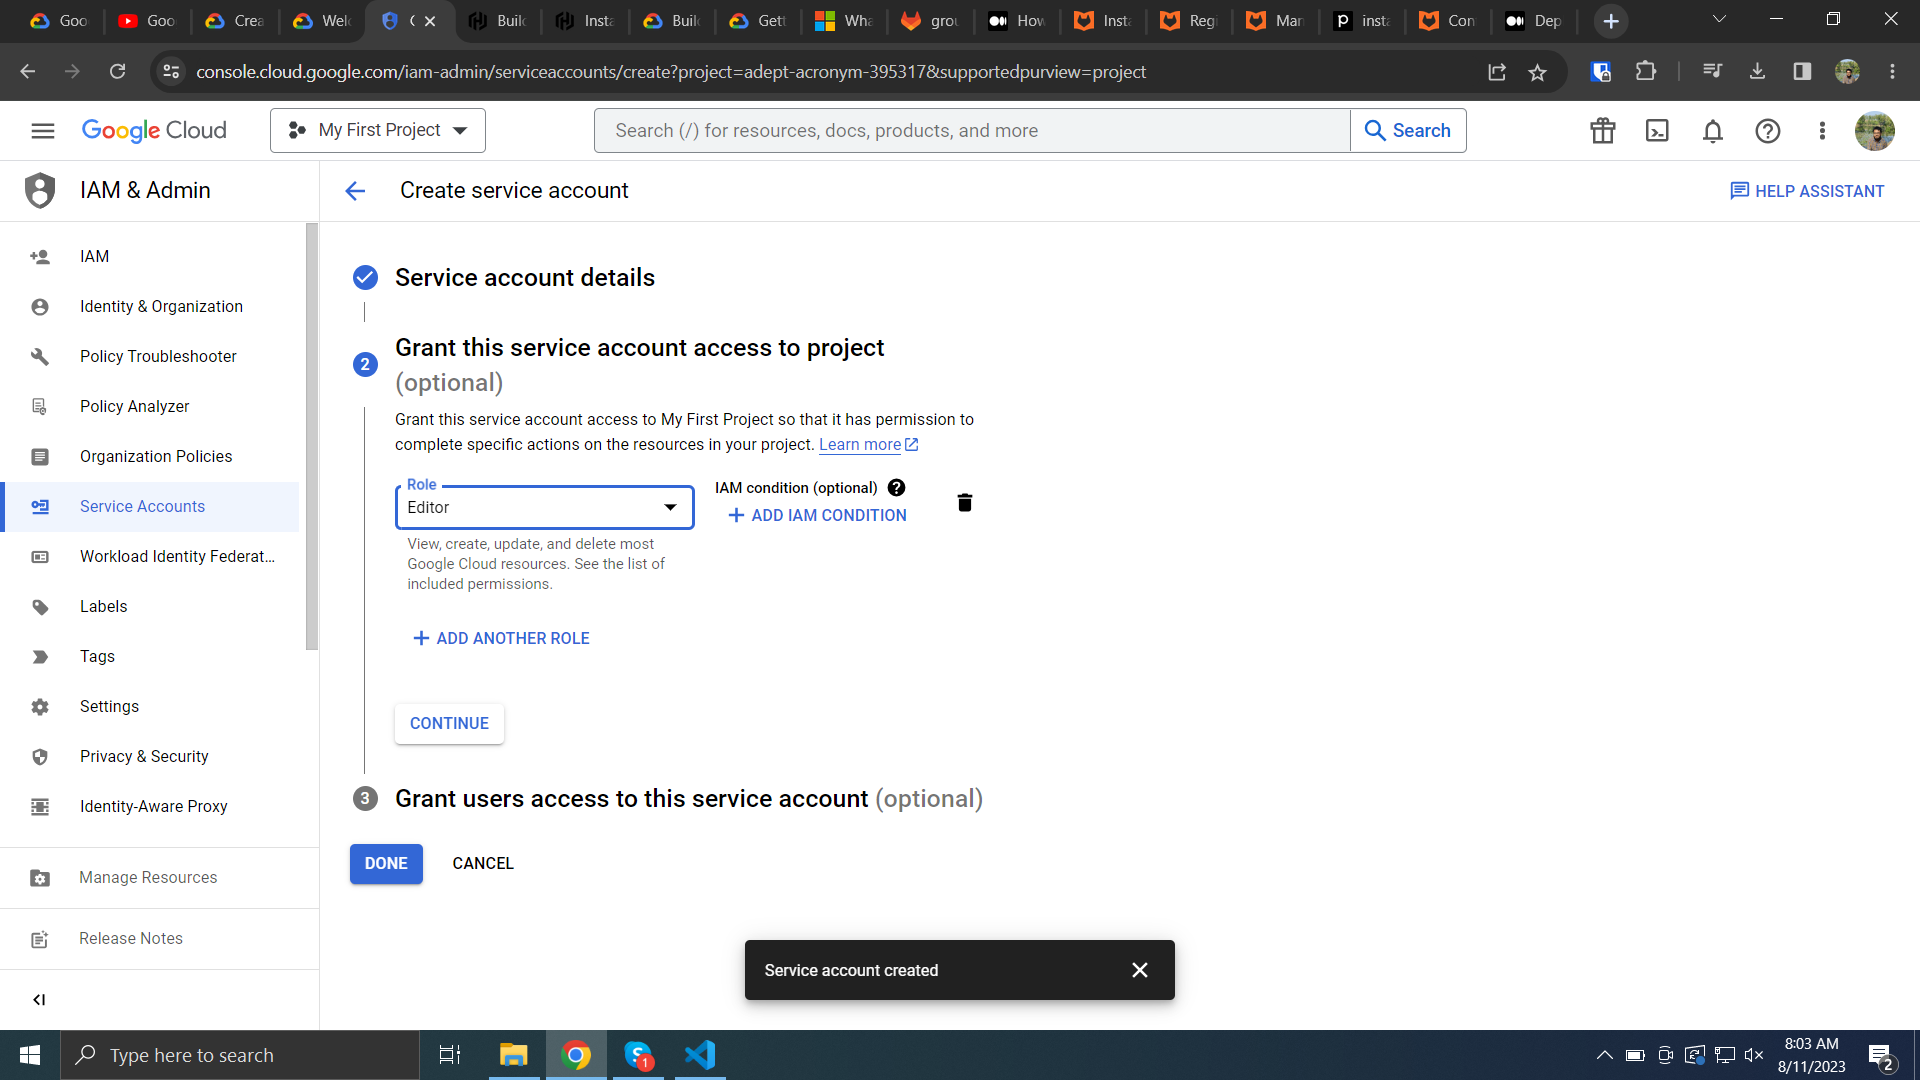 Goo
Goo
Crea
Welc
Build
Insta
Build
Gett
Wha
grou
How
Insta
Regi
Man
insta
Con
Dep
console.cloud.google.com/iam-admin/serviceaccounts/create?project=adept-acronym-395317&supportedpurview=project
Google Cloud
My First Project
Search (/) for resources, docs, products, and more
Search
IAM & Admin
Create service account
HELP ASSISTANT
IAM
Identity & Organization
Policy Troubleshooter
Policy Analyzer
Organization Policies
Service Accounts
Workload Identity Federat...
Labels
Tags
Settings
Privacy & Security
Identity-Aware Proxy
Manage Resources
Release Notes
Service account details
2
Grant this service account access to project
(optional)
Grant this service account access to My First Project so that it has permission to
complete specific actions on the resources in your project. Learn more
Role
Editor
IAM condition (optional)
ADD IAM CONDITION
View, create, update, and delete most
Google Cloud resources. See the list of
included permissions.
ADD ANOTHER ROLE
CONTINUE
3
Grant users access to this service account (optional)
DONE
CANCEL
Service account created
Type here to search
1
8:03 AM
8/11/2023
2